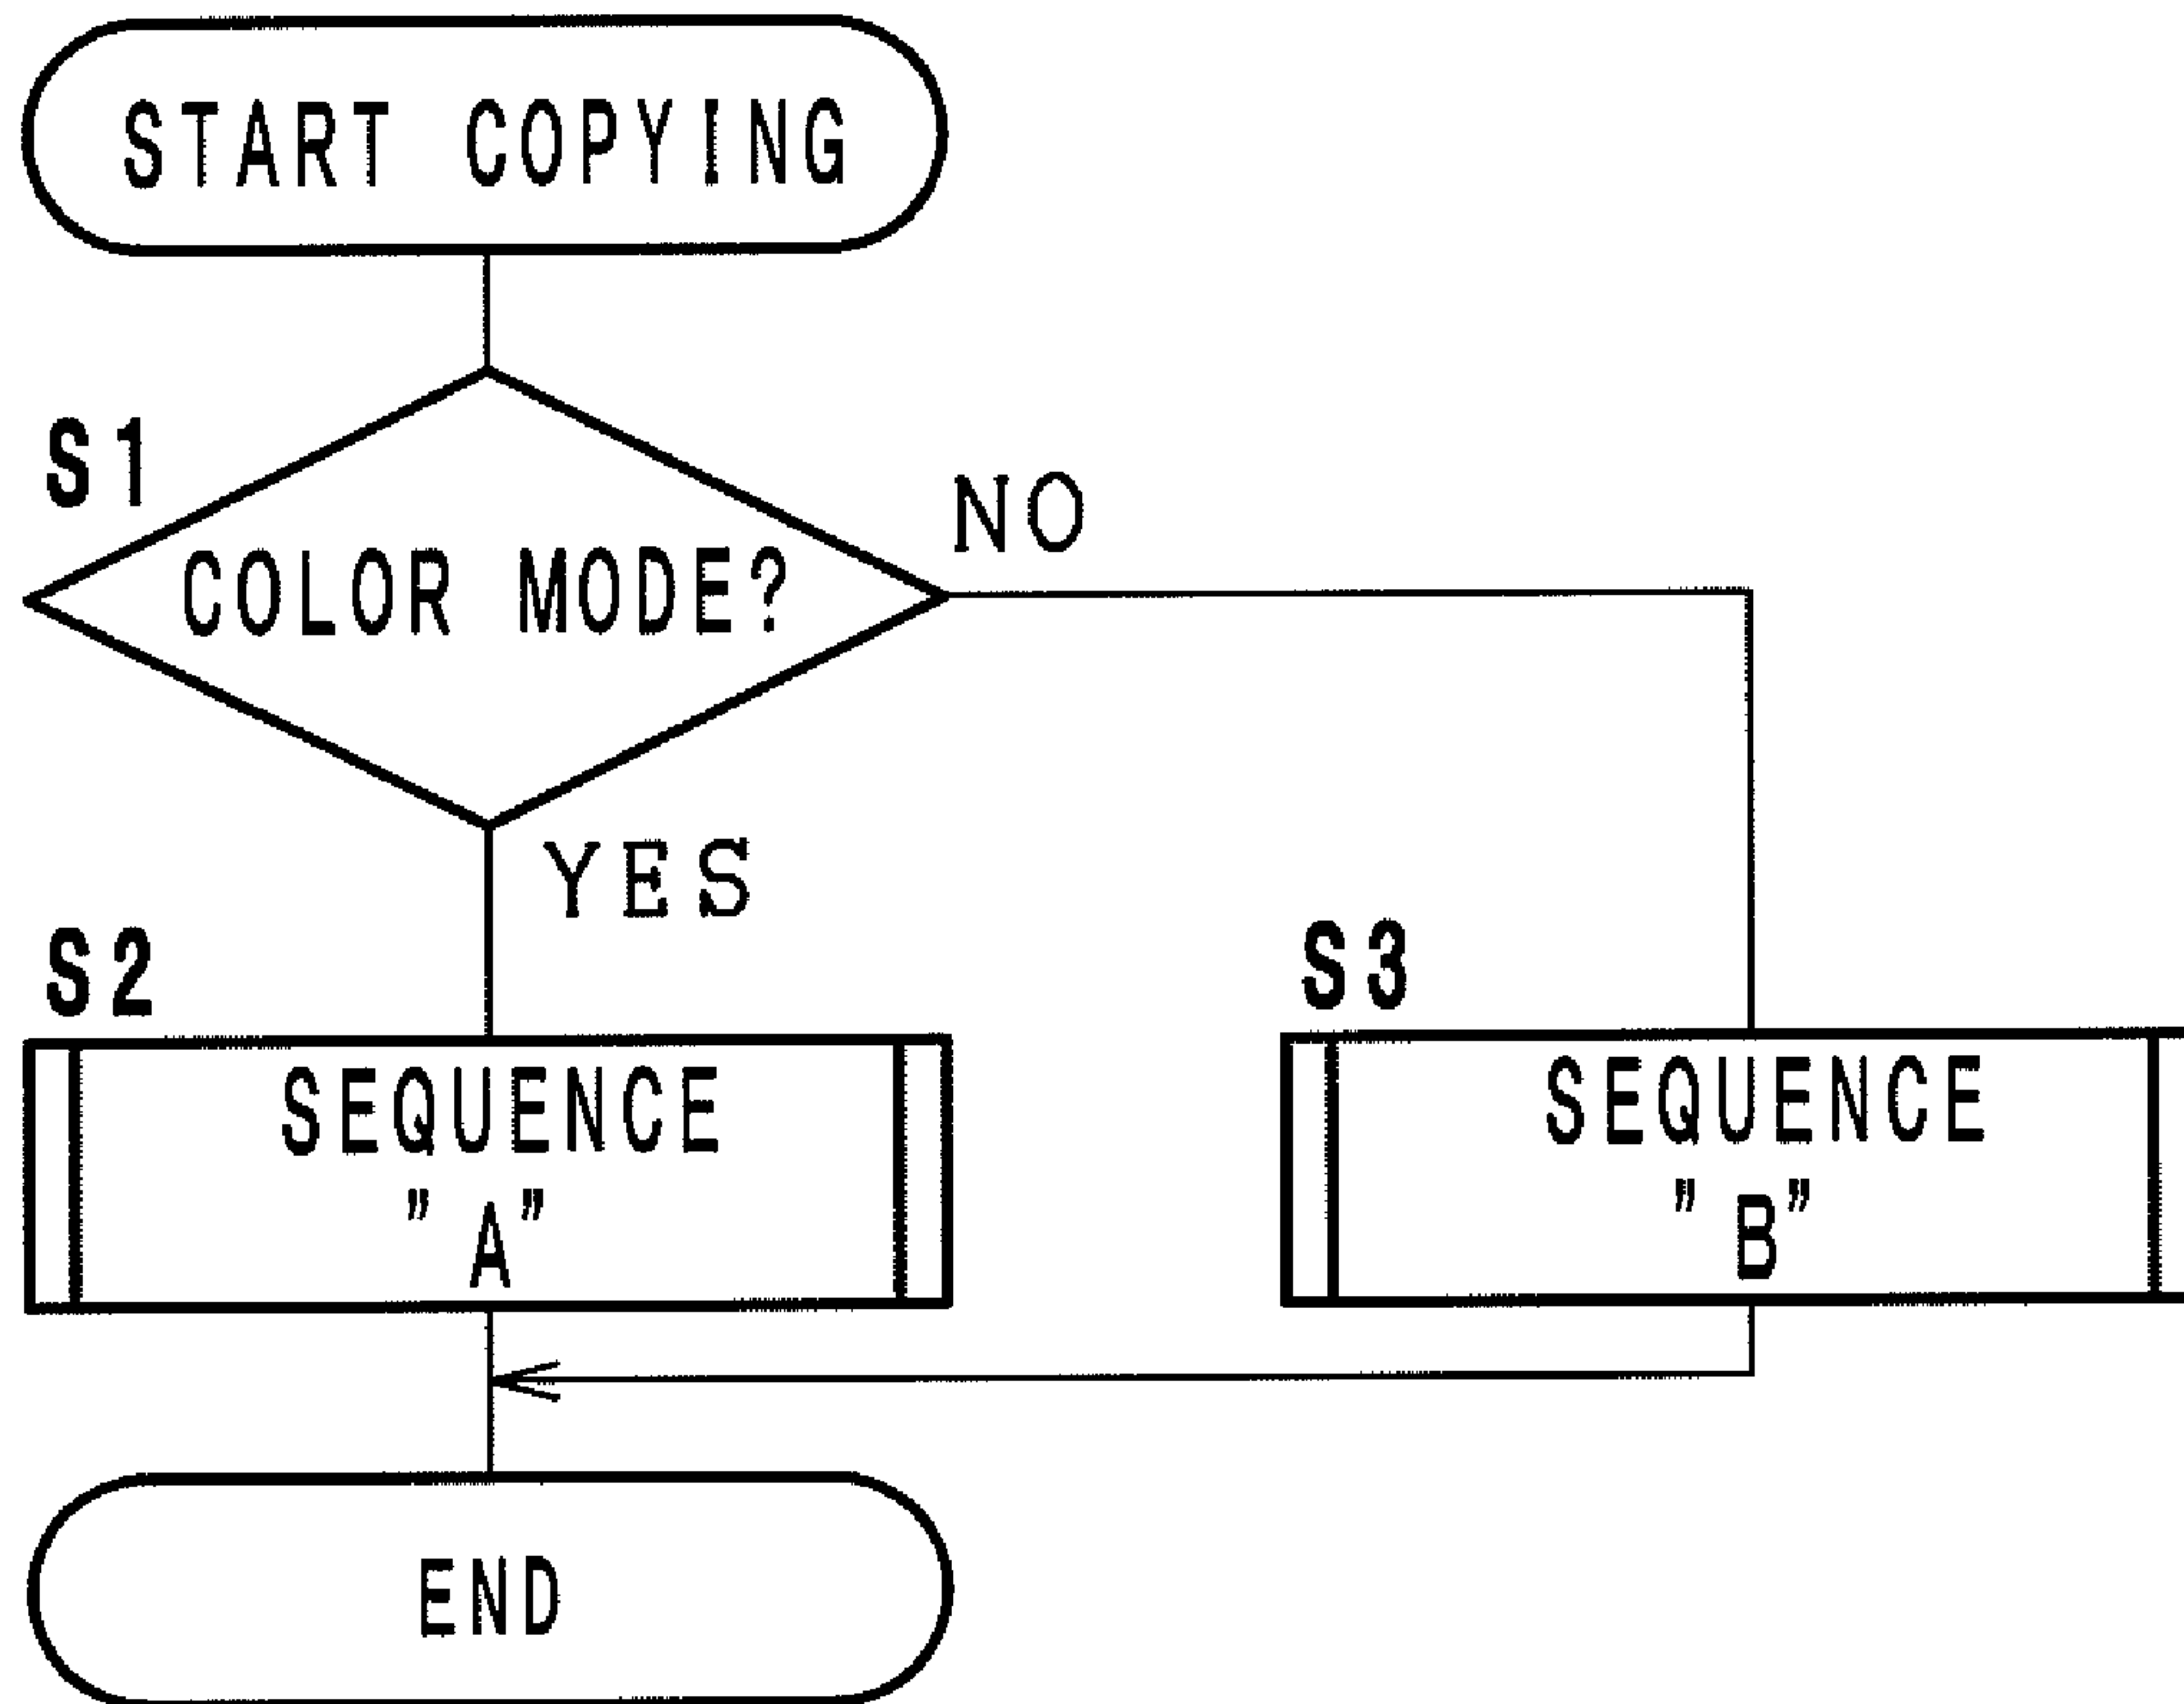 START COPYING
S1
COLOR MODE?
NO
YES
S2
SEQUENCE
"A"
S3
SEQUENCE
"B"
END